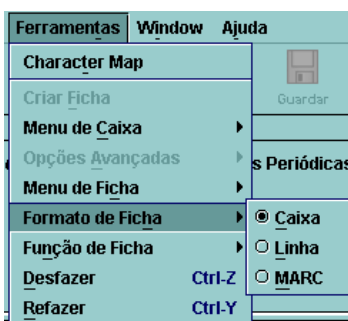 Ferramentas Window Ajuda
Character Map
Criar Ficha
Guardar
Menu de Caixa
Opções Avançadas
s Periódicas
Menu de Ficha
Formato de Ficha
Caixa
Função de Ficha
Linha
Desfazer Ctrl-Z
MARC
Refazer Ctrl-Y